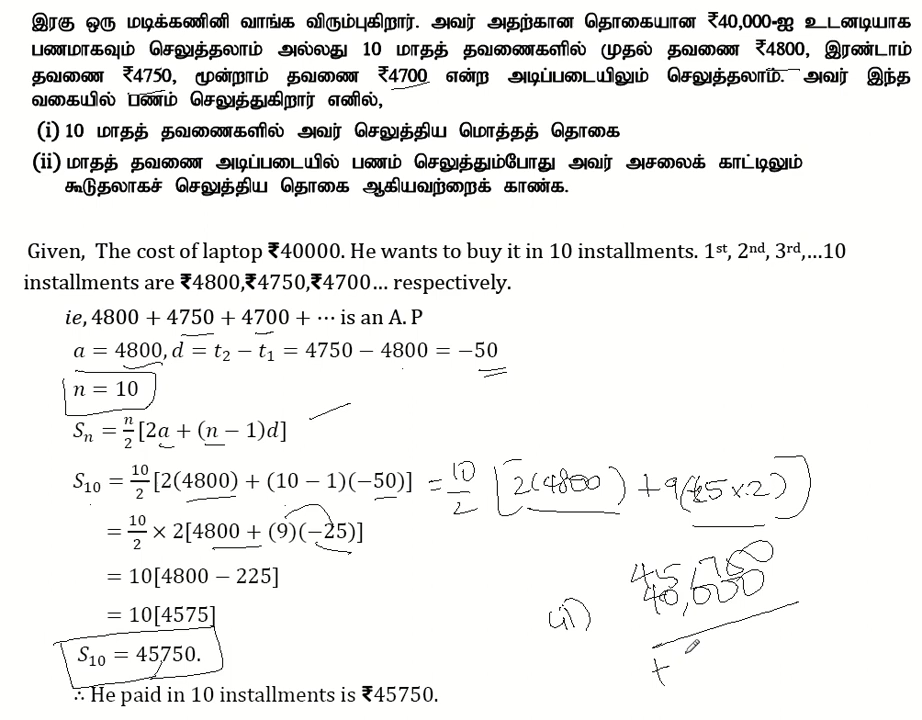 இரகு ஒரு மடிக்கணினி வாங்க விரும்புகிறார். அவர் அதற்கான தொகையான ₹40,000-ஐ உடனடியாக
பணமாகவும் செலுத்தலாம் அல்லது 10 மாதத் தவணைகளில் முதல் தவணை ₹4800, இரண்டாம்
தவணை ₹4750, மூன்றாம் தவணை ₹4700 என்ற அடிப்படையிலும் செலுத்தலாம். அவர் இந்த
வகையில் பணம் செலுத்துகிறார் எனில்,
(i) 10 மாதத் தவணைகளில் அவர் செலுத்திய மொத்தத் தொகை
(ii) மாதத் தவணை அடிப்படையில் பணம் செலுத்தும்போது அவர் அசலைக் காட்டிலும்
கூடுதலாகச் செலுத்திய தொகை ஆகியவற்றைக் காண்க.
Given, The cost of laptop ₹40000. He wants to buy it in 10 installments. 1st, 2nd, 3rd,...10
installments are ₹4800,₹4750,₹4700... respectively.
ie, 4800 + 4750 + 4700 + ⋯ is an A. P
a = 4800, d = t₂ − t₁ = 4750 − 4800 = −50
n = 10
Sₙ = n/2 [2a + (n − 1)d]
S₁₀ = 10/2 [2(4800) + (10 − 1)(−50)] = 10/2 [2(4800) + 9(-25×2)]
= 10/2 × 2[4800 + (9)(−25)]
= 10[4800 − 225]
= 10[4575]
S₁₀ = 45750.
∴ He paid in 10 installments is ₹45750.
ii)
45,750
40,000
+